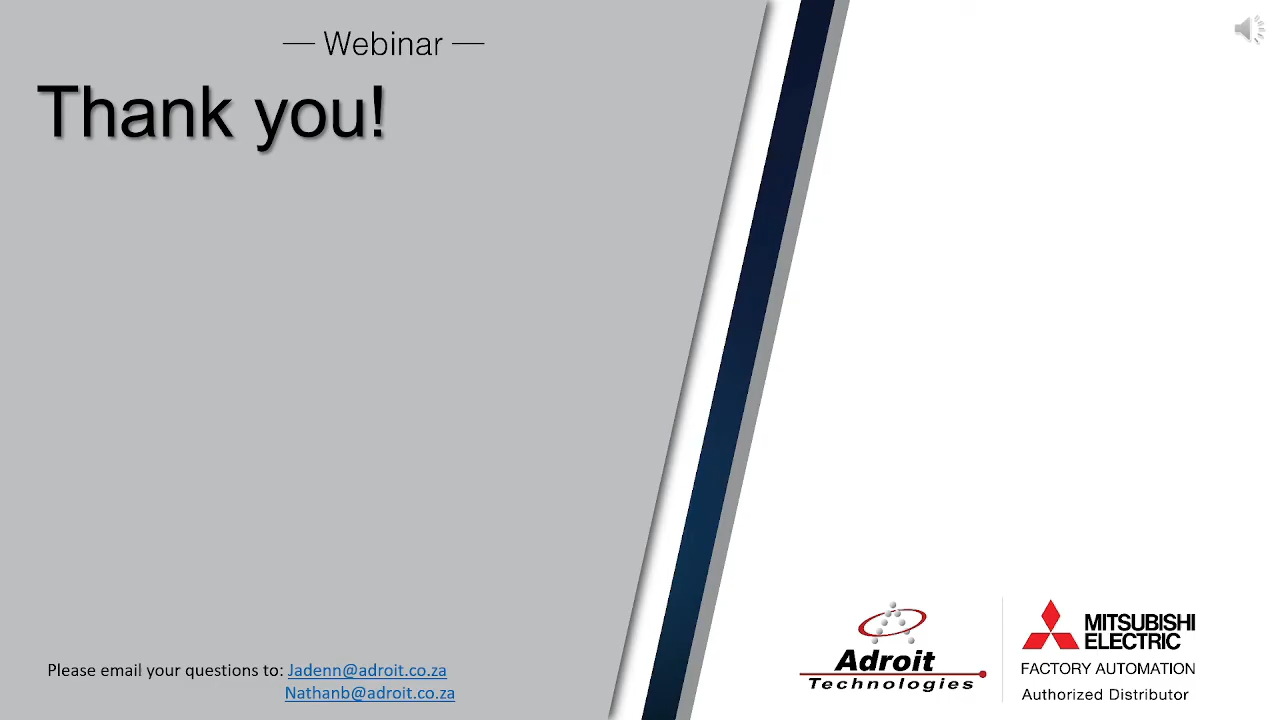 — Webinar —
Thank you!
Please email your questions to: Jadenn@adroit.co.za
Nathanb@adroit.co.za
Adroit
Technologies
MITSUBISHI
ELECTRIC
FACTORY AUTOMATION
Authorized Distributor